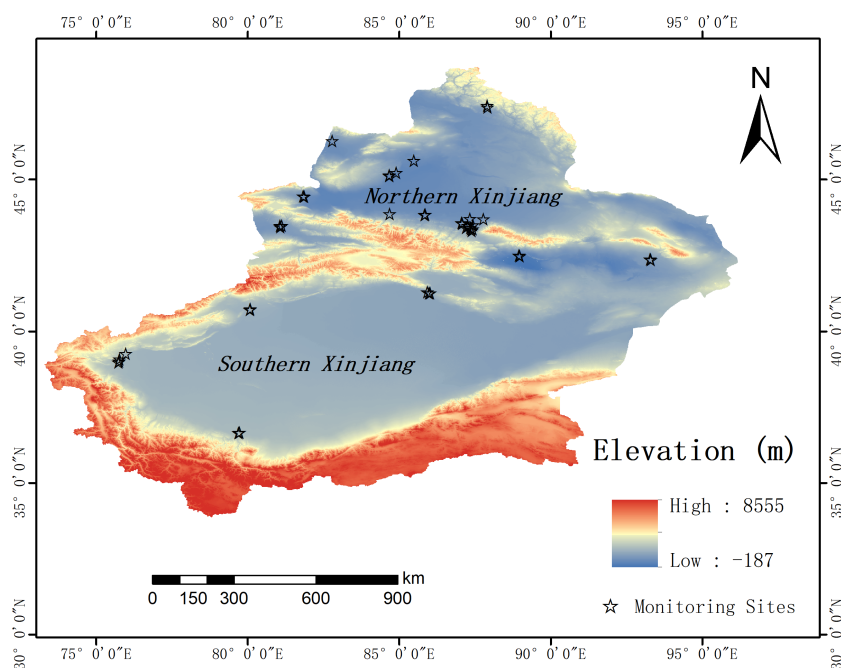 75° 0'0"E 80° 0'0"E 85° 0'0"E 90° 0'0"E 95° 0'0"E
N
45° 0'0"N 45° 0'0"N
Northern Xinjiang
40° 0'0"N 40° 0'0"N
Southern Xinjiang
Elevation (m)
35° 0'0"N 35° 0'0"N
High : 8555
Low : -187
km
0 150 300 600 900
Monitoring Sites
30° 0'0"N 30° 0'0"N
75° 0'0"E 80° 0'0"E 85° 0'0"E 90° 0'0"E 95° 0'0"E